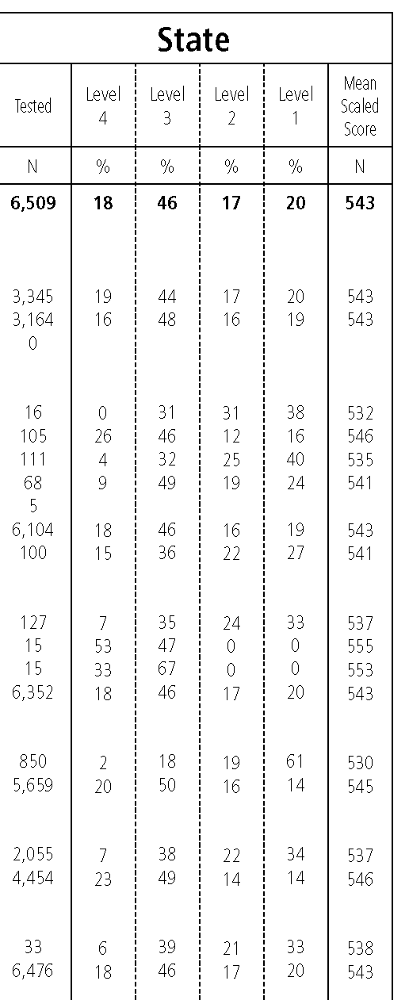 State
Tested Level 4 Level 3 Level 2 Level 1 Mean Scaled Score
N % % % % N
6,509 18 46 17 20 543
3,345 19 44 17 20 543
3,164 16 48 16 19 543
0
16 0 31 31 38 532
105 26 46 12 16 546
111 4 32 25 40 535
68 9 49 19 24 541
5
6,104 18 46 16 19 543
100 15 36 22 27 541
127 7 35 24 33 537
15 53 47 0 0 555
15 33 67 0 0 553
6,352 18 46 17 20 543
850 2 18 19 61 530
5,659 20 50 16 14 545
2,055 7 38 22 34 537
4,454 23 49 14 14 546
33 6 39 21 33 538
6,476 18 46 17 20 543